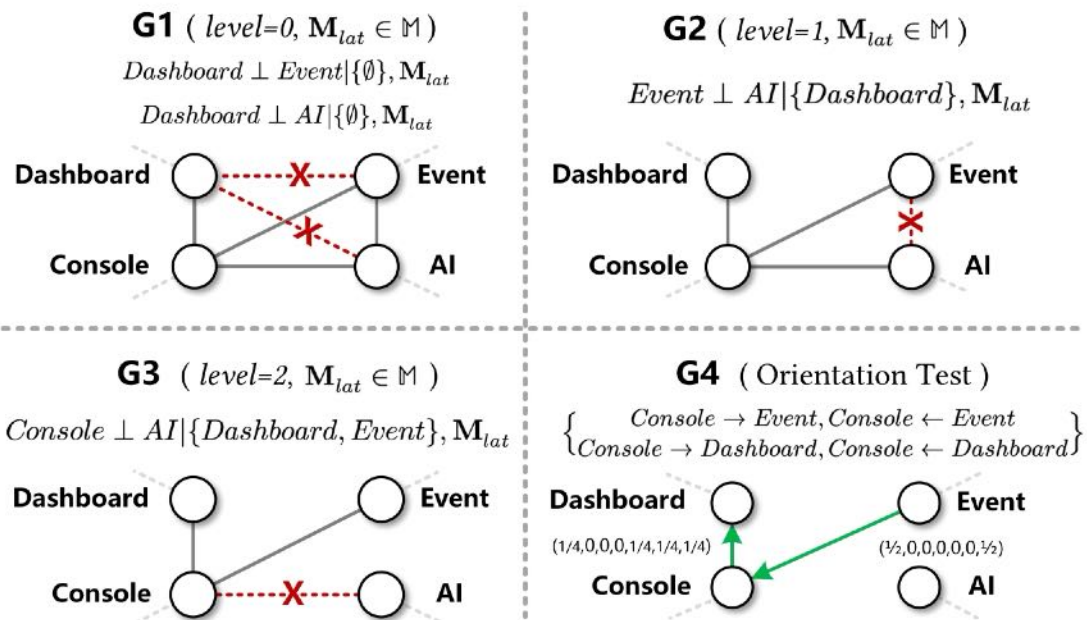 G1 ( level=0, M_lat ∈ 𝕄 )
Dashboard ⊥ Event|{∅}, M_lat
Dashboard ⊥ AI|{∅}, M_lat
Dashboard X Event
X
Console AI
G2 ( level=1, M_lat ∈ 𝕄 )
Event ⊥ AI|{Dashboard}, M_lat
Dashboard Event
X
Console AI
G3 ( level=2, M_lat ∈ 𝕄 )
Console ⊥ AI|{Dashboard, Event}, M_lat
Dashboard Event
Console X AI
G4 ( Orientation Test )
{Console → Event, Console ← Event
Console → Dashboard, Console ← Dashboard}
Dashboard Event
(1/4,0,0,0,1/4,1/4,1/4) (½,0,0,0,0,0,½)
Console AI